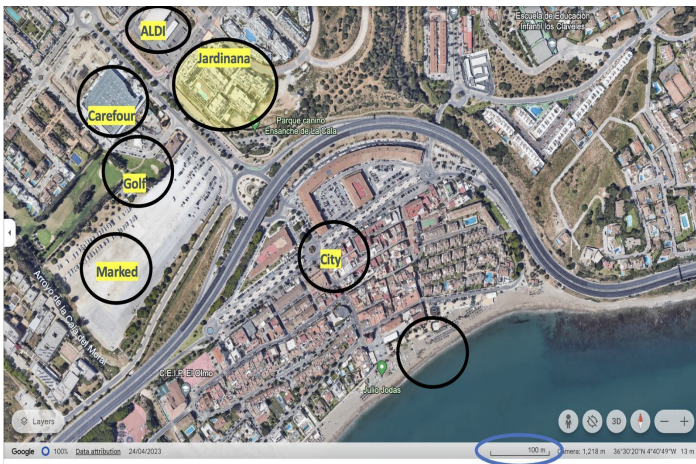 Escuela de Educación
Infantil los Claveles
ALDI
Jardinana
Carefour
Parque canino
Ensanche de La Cala
Golf
City
Marked
Arroyo de la Cala del Moral
C.E.I.P. El Olmo
Julio Jodas
Layers
3D
Google 100% Data attribution 24/04/2023 100 m Camera: 1,218 m 36°30'20"N 4°40'49"W 13 m